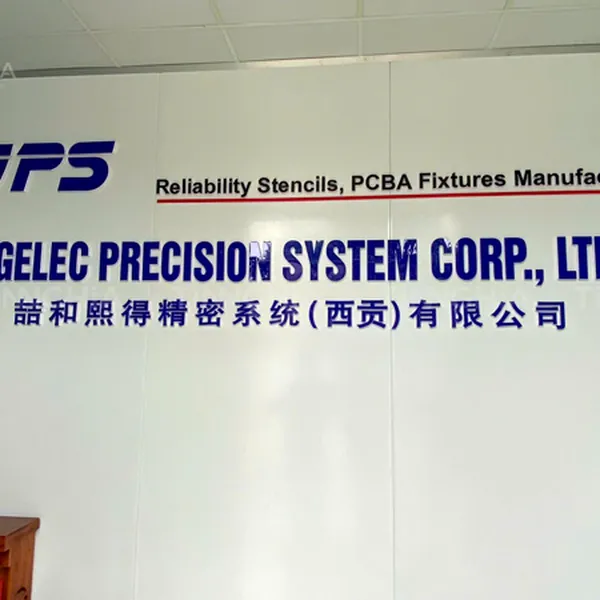 PS
Reliability Stencils, PCBA Fixtures Manufac
GELEC PRECISION SYSTEM CORP., LT
喆和熙得精密系统(西贡)有限公司